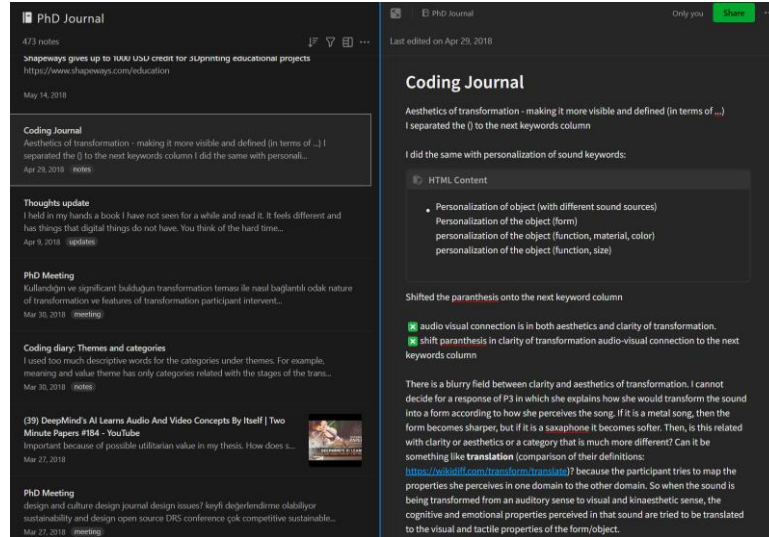 PhD Journal
473 notes
Shapeways gives up to 1000 USD credit for 3Dprinting educational projects
https://www.shapeways.com/education
May 14, 2018
Coding Journal
Aesthetics of transformation - making it more visible and defined (in terms of ...) I
separated the () to the next keywords column I did the same with personali...
Apr 29, 2018 notes
Thoughts update
I held in my hands a book I have not seen for a while and read it. It feels different and
has things that digital things do not have. You think of the hard time...
Apr 9, 2018 updates
PhD Meeting
Kullandığın ve significant bulduğun transformation teması ile nasıl bağlantılı odak nature
of transformation ve features of transformation participant intervent...
Mar 30, 2018 meeting
Coding diary: Themes and categories
I used too much descriptive words for the categories under themes. For example,
meaning and value theme has only categories related with the stages of the trans...
Mar 30, 2018 notes
(39) DeepMind's AI Learns Audio And Video Concepts By Itself | Two
Minute Papers #184 - YouTube
Important because of possible utilitarian value in my thesis. How does s...
Mar 27, 2018
PhD Meeting
design and culture design journal design issues? keyfi değerlendirme olabiliyor
sustainability and design open source DRS conference çok competitive sustainable...
Mar 27, 2018 meeting
PhD Journal
Only you
Share
Last edited on Apr 29, 2018
Coding Journal
Aesthetics of transformation - making it more visible and defined (in terms of ...)
I separated the () to the next keywords column
I did the same with personalization of sound keywords:
HTML Content
• Personalization of object (with different sound sources)
Personalization of the object (form)
personalization of the object (function, material, color)
personalization of the object (function, size)
Shifted the paranthesis onto the next keyword column
❎ audio visual connection is in both aesthetics and clarity of transformation.
❎ shift paranthesis in clarity of transformation audio-visual connection to the next
keywords column
There is a blurry field between clarity and aesthetics of transformation. I cannot
decide for a response of P3 in which she explains how she would transform the sound
into a form according to how she perceives the song. If it is a metal song, then the
form becomes sharper, but if it is a saxaphone it becomes softer. Then, is this related
with clarity or aesthetics or a category that is much more different? Can it be
something like translation (comparison of their definitions:
https://wikidiff.com/transform/translate)? because the participant tries to map the
properties she perceives in one domain to the other domain. So when the sound is
being transformed from an auditory sense to visual and kinaesthetic sense, the
cognitive and emotional properties perceived in that sound are tried to be translated
to the visual and tactile properties of the form/object.